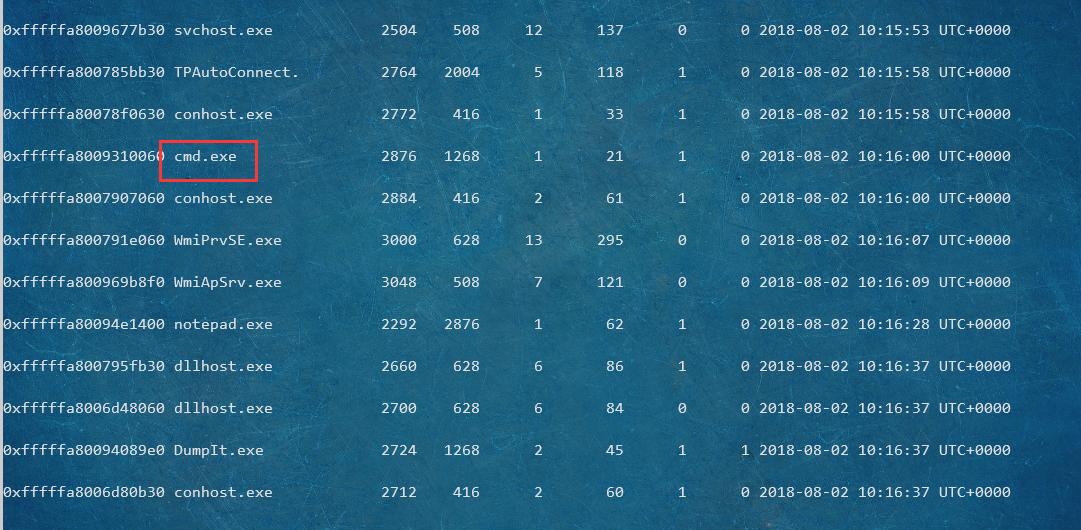 0xfffffa8009677b30 svchost.exe 2504 508 12 137 0 0 2018-08-02 10:15:53 UTC+0000
0xfffffa800785bb30 TPAutoConnect. 2764 2004 5 118 1 0 2018-08-02 10:15:58 UTC+0000
0xfffffa80078f0630 conhost.exe 2772 416 1 33 1 0 2018-08-02 10:15:58 UTC+0000
0xfffffa8009310060 cmd.exe 2876 1268 1 21 1 0 2018-08-02 10:16:00 UTC+0000
0xfffffa8007907060 conhost.exe 2884 416 2 61 1 0 2018-08-02 10:16:00 UTC+0000
0xfffffa800791e060 WmiPrvSE.exe 3000 628 13 295 0 0 2018-08-02 10:16:07 UTC+0000
0xfffffa800969b8f0 WmiApSrv.exe 3048 508 7 121 0 0 2018-08-02 10:16:09 UTC+0000
0xfffffa80094e1400 notepad.exe 2292 2876 1 62 1 0 2018-08-02 10:16:28 UTC+0000
0xfffffa800795fb30 dllhost.exe 2660 628 6 86 1 0 2018-08-02 10:16:37 UTC+0000
0xfffffa8006d48060 dllhost.exe 2700 628 6 84 0 0 2018-08-02 10:16:37 UTC+0000
0xfffffa80094089e0 DumpIt.exe 2724 1268 2 45 1 1 2018-08-02 10:16:37 UTC+0000
0xfffffa8006d80b30 conhost.exe 2712 416 2 60 1 0 2018-08-02 10:16:37 UTC+0000